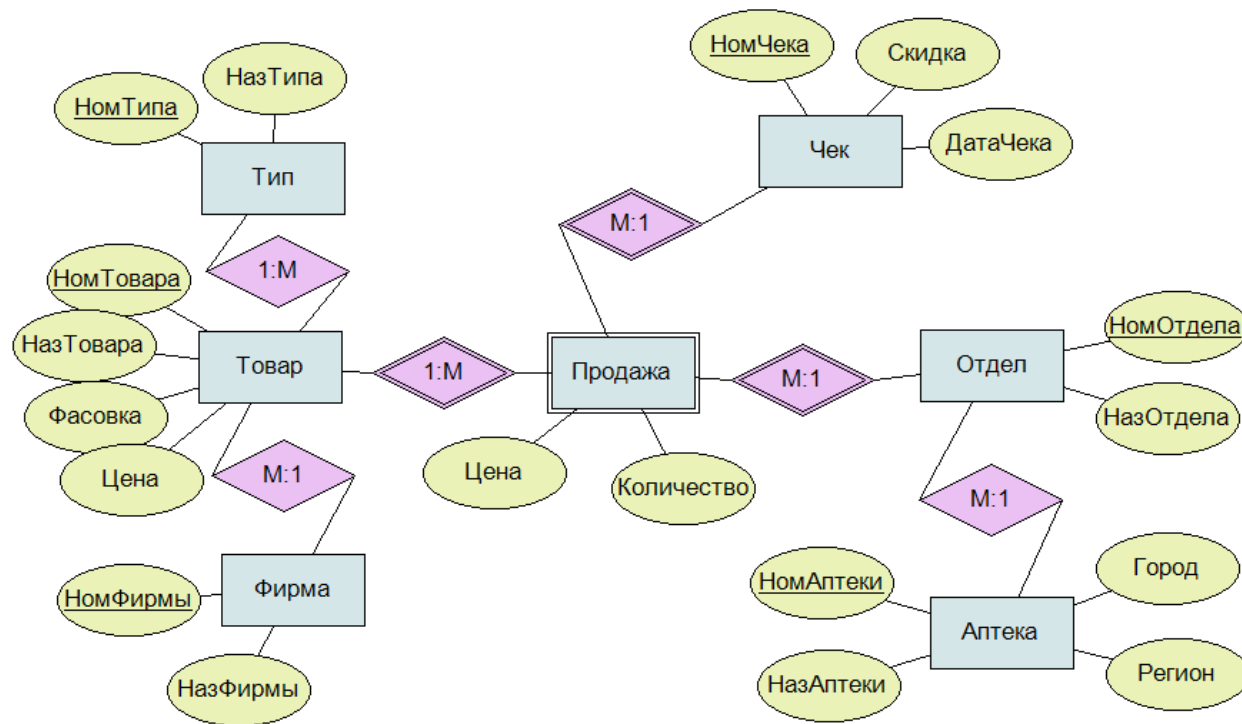 НомЧека
Скидка
НазТипа
НомТипа
ДатаЧека
Чек
Тип
М:1
1:М
НомТовара
НомОтдела
НазТовара
Товар
1:М
Продажа
М:1
Отдел
Фасовка
НазОтдела
Цена
М:1
Цена
Количество
М:1
НомФирмы
Фирма
НомАптеки
Город
Аптека
НазФирмы
НазАптеки
Регион